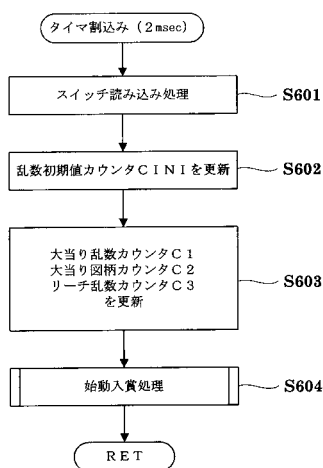 タイマ割込み（２msec）
スイッチ読み込み処理
S601
乱数初期値カウンタＣＩＮＩを更新
S602
大当り乱数カウンタＣ１
大当り図柄カウンタＣ２
リーチ乱数カウンタＣ３
を更新
S603
始動入賞処理
S604
ＲＥＴ